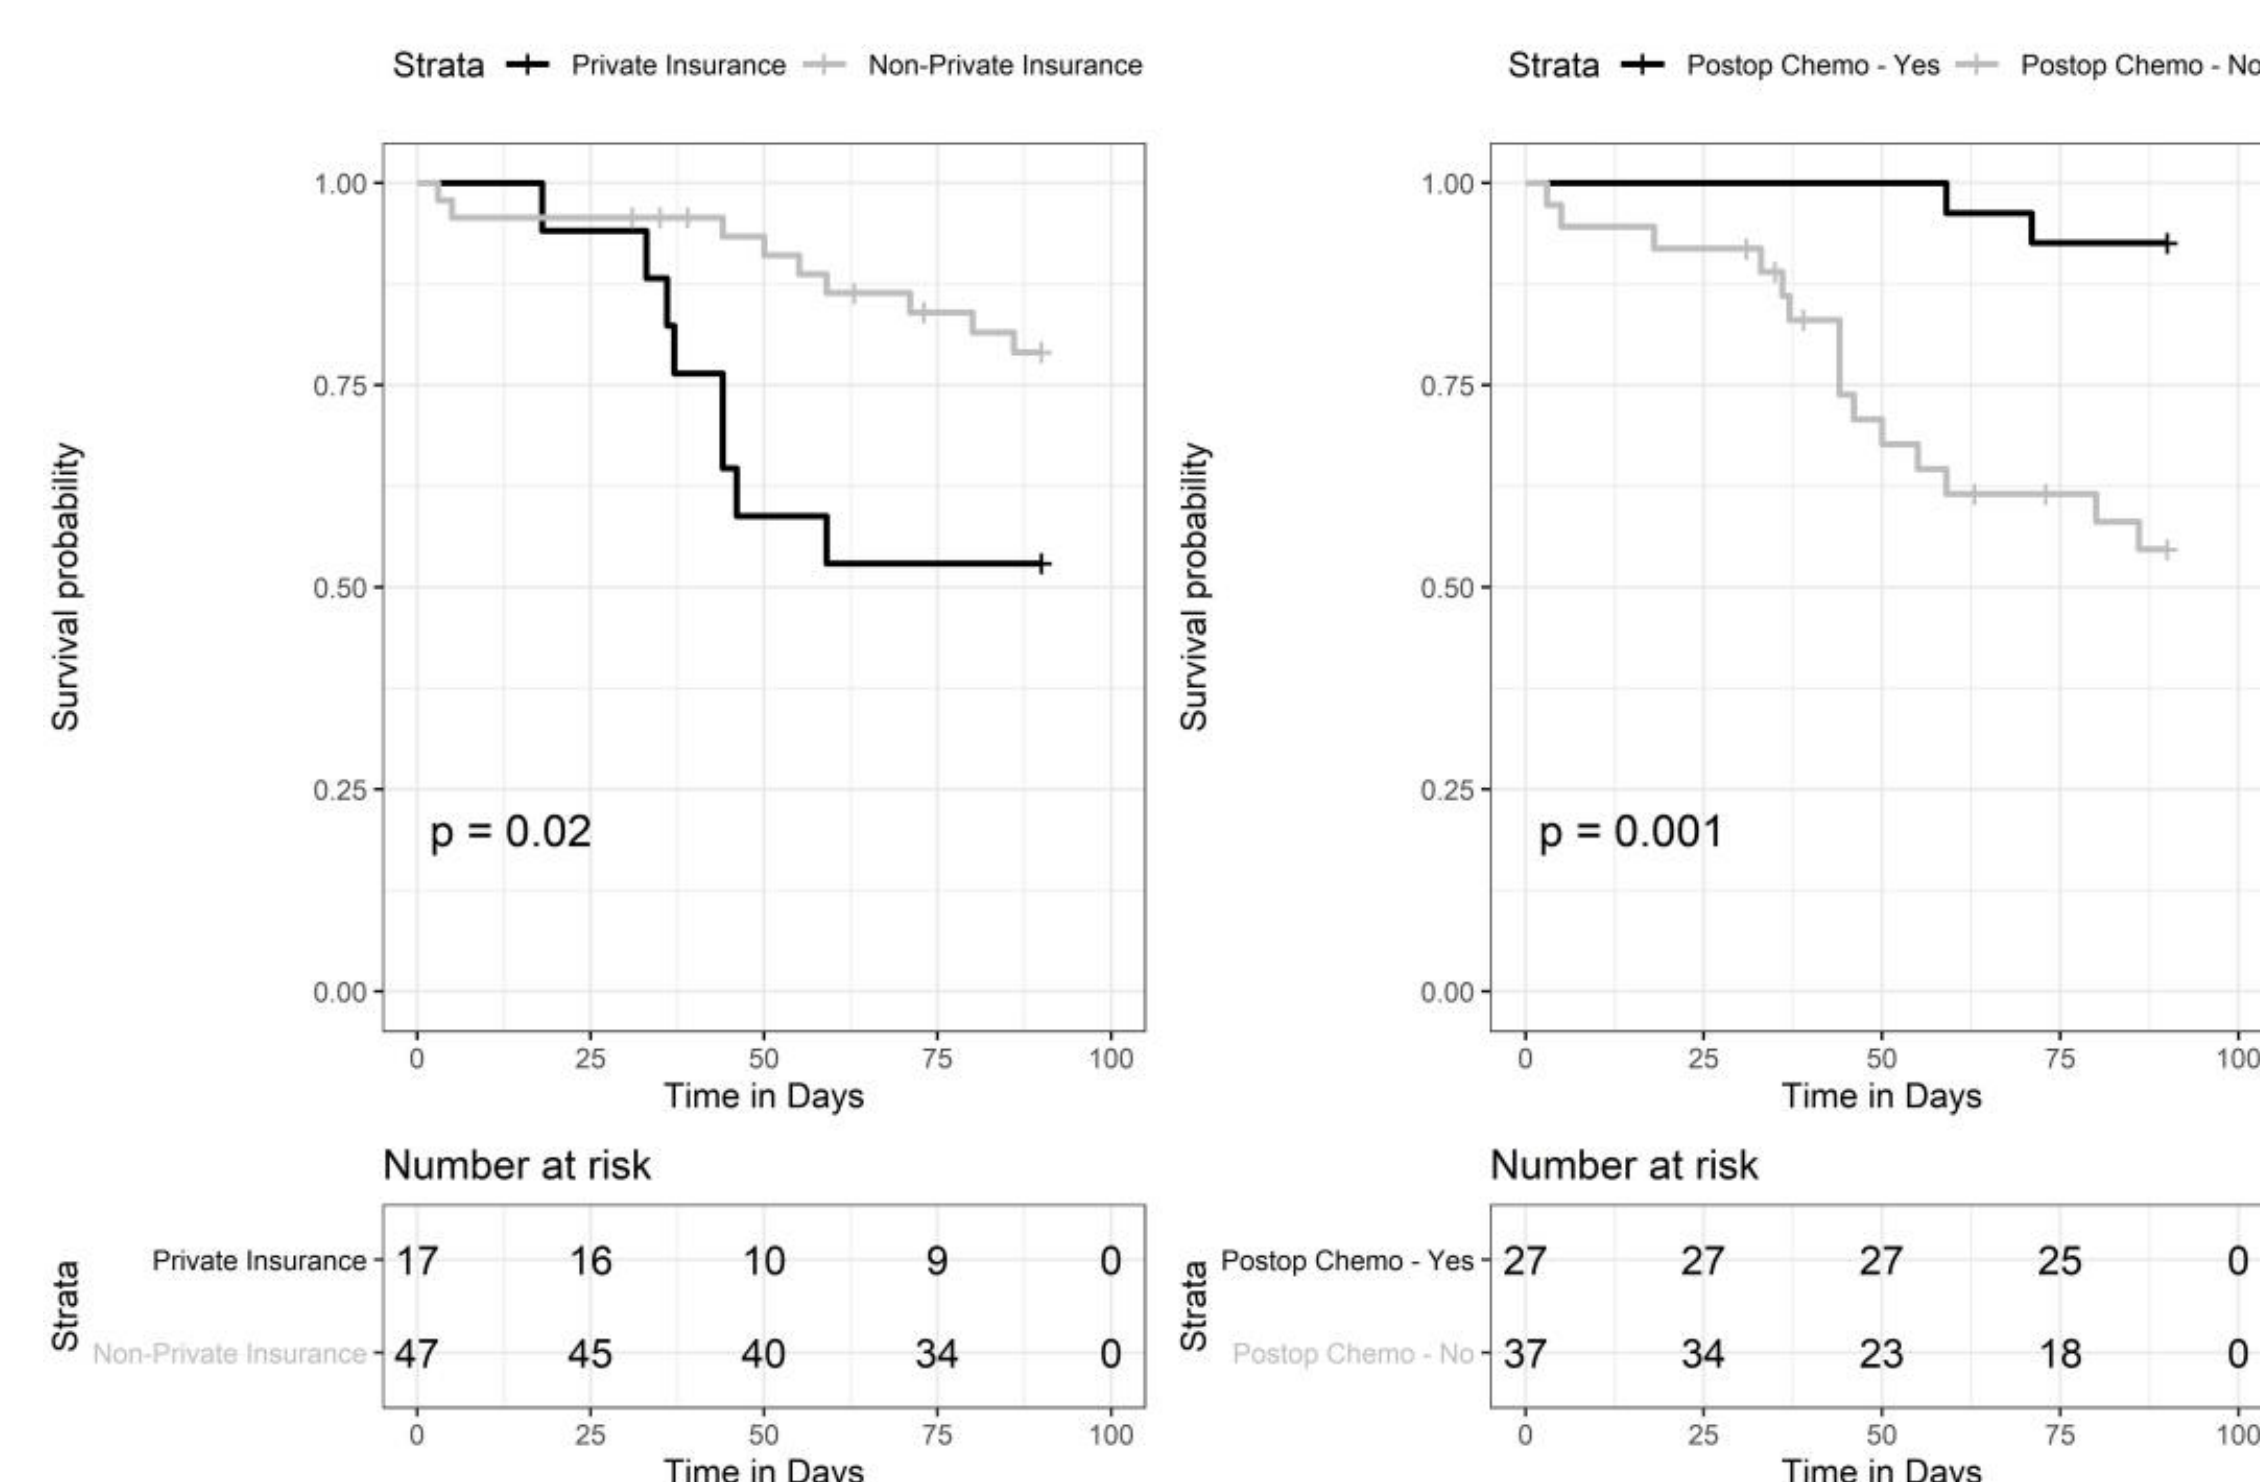 Strata Private Insurance Non-Private Insurance
1.00
0.75
0.50
0.25
0.00
Survival probability
p = 0.02
0 25 50 75 100
Time in Days
Number at risk
Strata
Private Insurance 17 16 10 9 0
Non-Private Insurance 47 45 40 34 0
0 25 50 75 100
Time in Days
Strata Postop Chemo - Yes Postop Chemo - No
1.00
0.75
0.50
0.25
0.00
Survival probability
p = 0.001
0 25 50 75 100
Time in Days
Number at risk
Strata
Postop Chemo - Yes 27 27 27 25 0
Postop Chemo - No 37 34 23 18 0
0 25 50 75 100
Time in Days